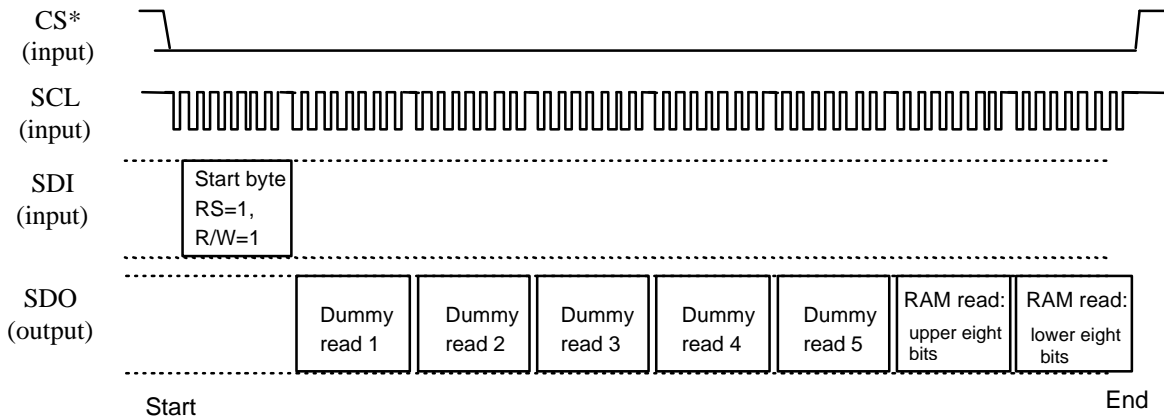 CS*
(input)
SCL
(input)
SDI
(input)
Start byte
RS=1,
R/W=1
SDO
(output)
Dummy
read 1
Dummy
read 2
Dummy
read 3
Dummy
read 4
Dummy
read 5
RAM read:
upper eight
bits
RAM read:
lower eight
bits
Start
End